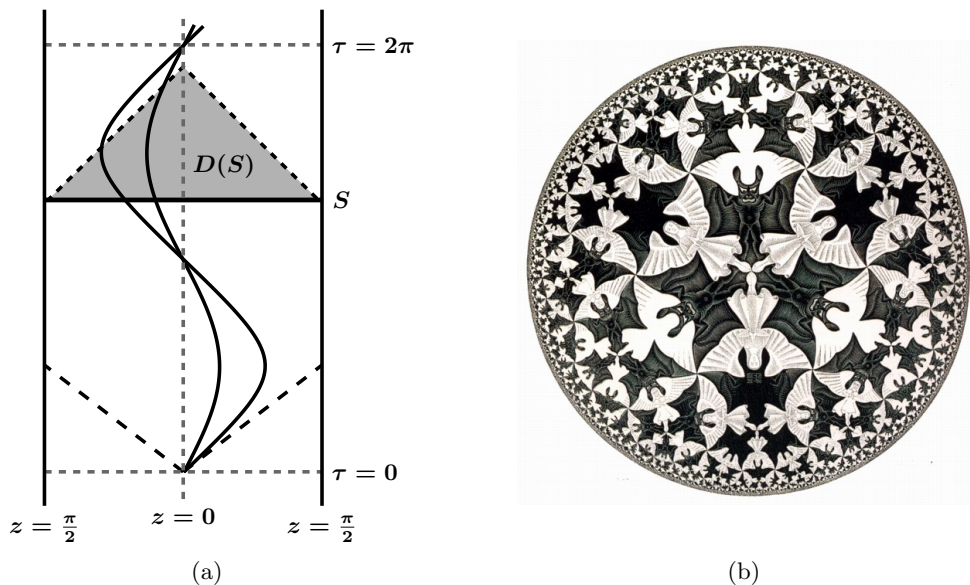 τ = 2π
D(S)
S
τ = 0
z = π/2
z = 0
z = π/2
(a)
(b)